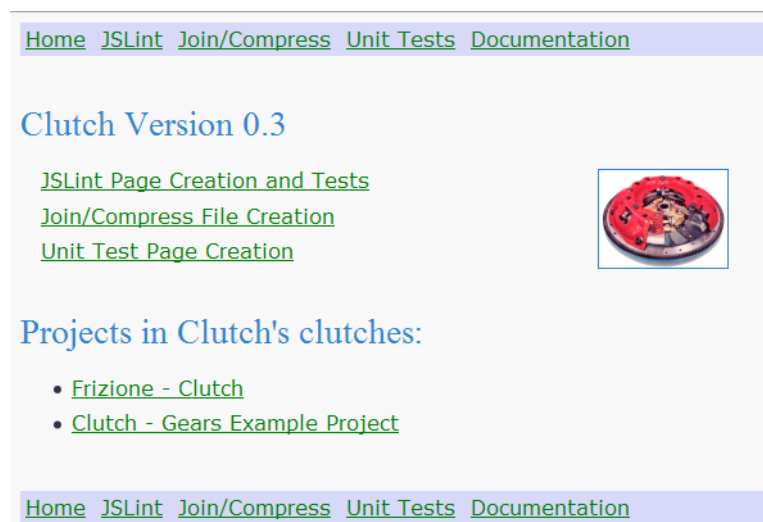 Home JSLint Join/Compress Unit Tests Documentation
Clutch Version 0.3
JSLint Page Creation and Tests
Join/Compress File Creation
Unit Test Page Creation
Projects in Clutch's clutches:
• Frizione - Clutch
• Clutch - Gears Example Project
Home JSLint Join/Compress Unit Tests Documentation